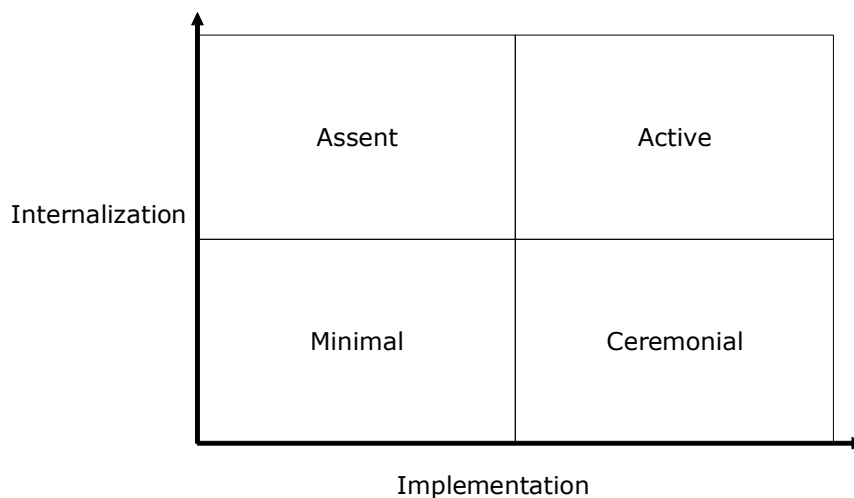 Assent
Active
Internalization
Minimal
Ceremonial
Implementation